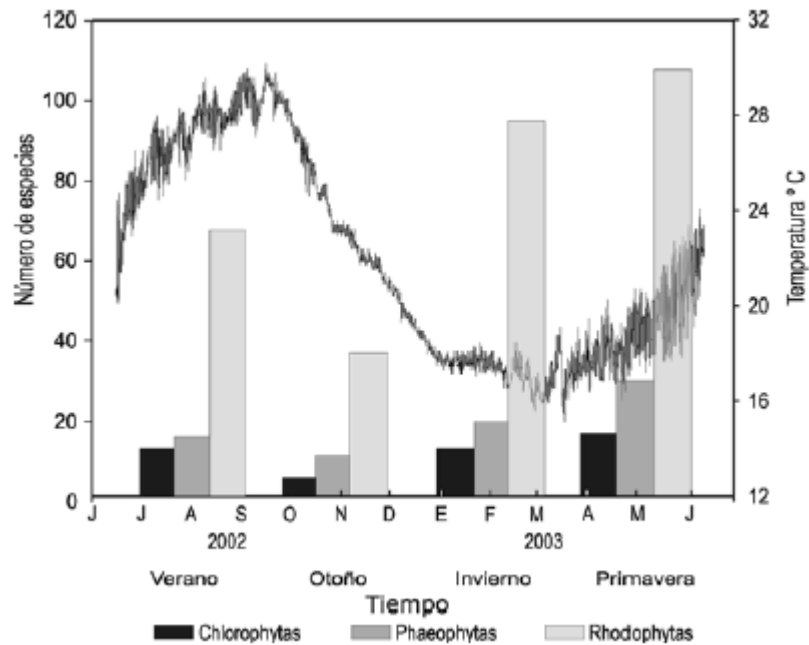 120
100
80
60
40
20
0
Número de especies
32
28
24
20
16
12
Temperatura º C
J J A S O N D E F M A M J
2002 2003
Verano Otoño Invierno Primavera
Tiempo
Chlorophytas Phaeophytas Rhodophytas